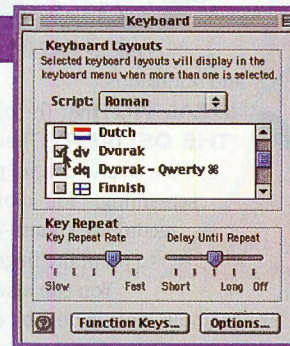 Keyboard
Keyboard Layouts
Selected keyboard layouts will display in the
keyboard menu when more than one is selected.
Script: Roman
Dutch
dv Dvorak
dq Dvorak - Qwerty ⌘
Finnish
Key Repeat
Key Repeat Rate Delay Until Repeat
Slow Fast Short Long Off
Function Keys... Options...